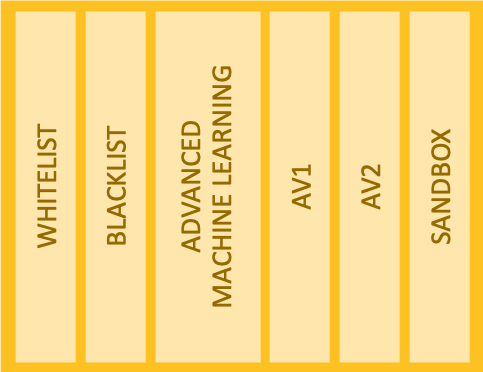 WHITELIST
BLACKLIST
ADVANCED
MACHINE LEARNING
AV1
AV2
SANDBOX